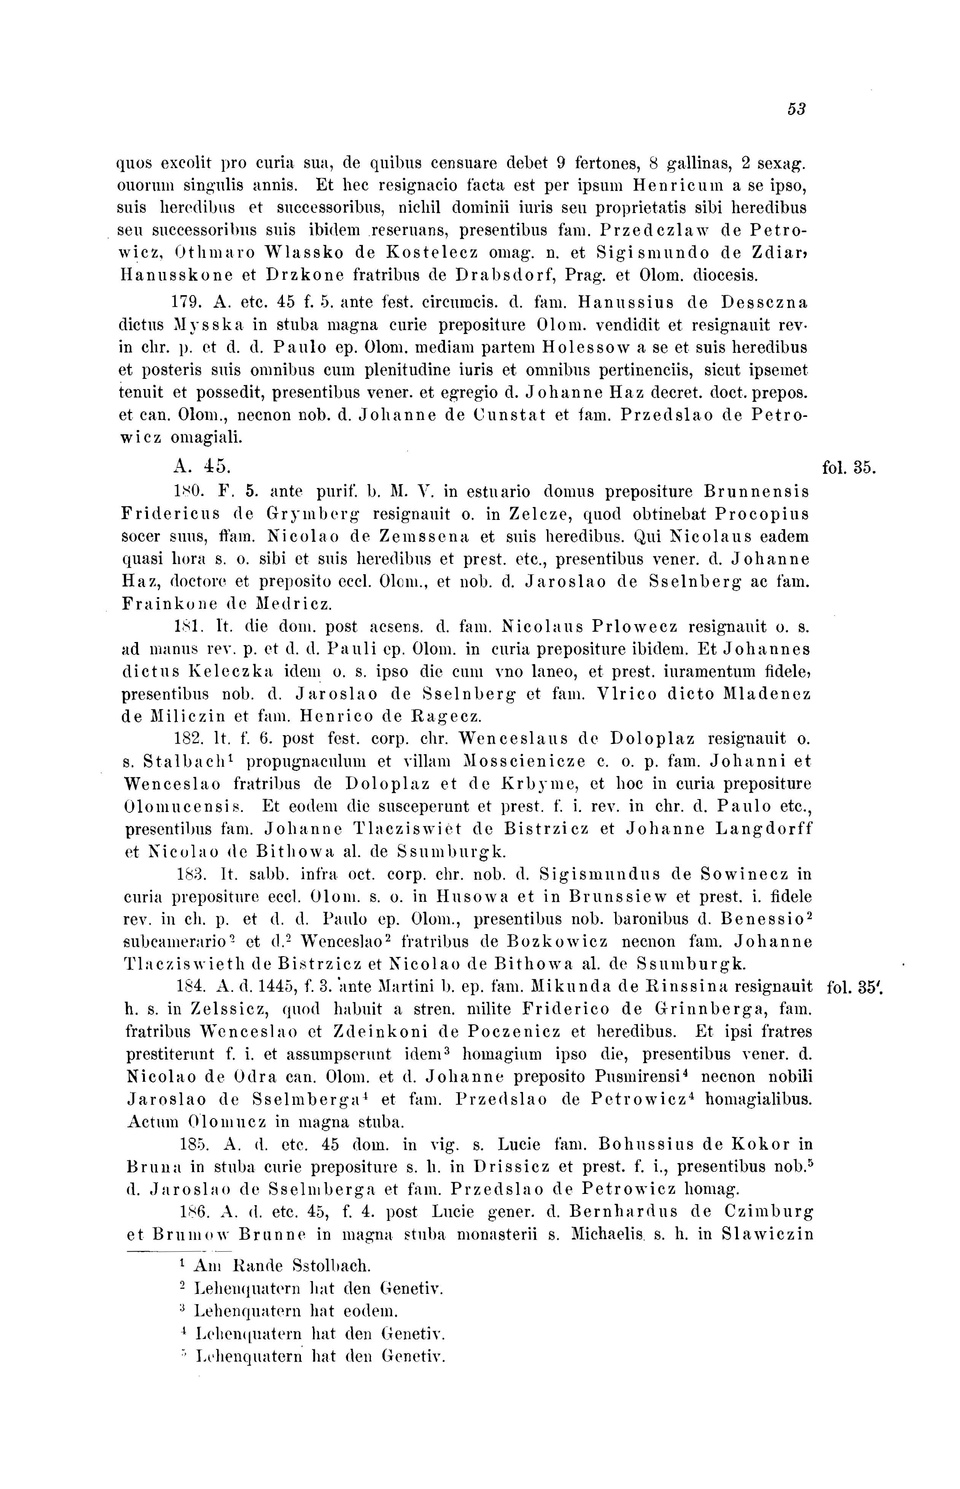 53
quos excolit pro curia sua, de quibus censuare debet 9 fertones, 8 gallinas, 2 sexag.
ouorum singulis annis. Et hec resignacio facta est per ipsum Henricum a se ipso,
suis heredibus et successoribus, nichil dominii iuris seu proprietatis sibi heredibus
seu successoribus suis ibidem reseruans, presentibus fam. Przedczlaw de Petro-
wicz, Othmaro Wlassko de Kostelecz omag. n. et Sigismundo de Zdiar,
Hanusskone et Drzkone fratribus de Drabsdorf, Prag. et Olom. diocesis.
179. A. etc. 45 f. 5. ante fest. circumcis. d. fam. Hanussius de Dessczna
dictus Mysska in stuba magna curie prepositure Olom. vendidit et resignauit rev.
in chr. p. et d. d. Paulo ep. Olom. mediam partem Holessow a se et suis heredibus
et posteris suis omnibus cum plenitudine iuris et omnibus pertinenciis, sicut ipsemet
tenuit et possedit, presentibus vener. et egregio d. Johanne Haz decret. doct. prepos.
et can. Olom., necnon nob. d. Johanne de Cunstat et fam. Przedslao de Petro-
wicz omagiali.
A. 45. fol. 35.
180. F. 5. ante purif. b. M. V. in estuario domus prepositure Brunnensis
Fridericus de Grymberg resignauit o. in Zelcze, quod obtinebat Procopius
socer suus, ffam. Nicolao de Zemssena et suis heredibus. Qui Nicolaus eadem
quasi hora s. o. sibi et suis heredibus et prest. etc., presentibus vener. d. Johanne
Haz, doctore et preposito eccl. Olom., et nob. d. Jaroslao de Sselnberg ac fam.
Frainkone de Medricz.
181. It. die dom. post acsens. d. fam. Nicolaus Prlowecz resignauit o. s.
ad manus rev. p. et d. d. Pauli ep. Olom. in curia prepositure ibidem. Et Johannes
dictus Keleczka idem o. s. ipso die cum vno laneo, et prest. iuramentum fidele,
presentibus nob. d. Jaroslao de Sselnberg et fam. Vlrico dicto Mladenez
de Miliczin et fam. Henrico de Ragecz.
182. It. f. 6. post fest. corp. chr. Wenceslaus de Doloplaz resignauit o.
s. Stalbach¹ propugnaculum et villam Mosscienicze c. o. p. fam. Johanni et
Wenceslao fratribus de Doloplaz et de Krbyme, et hoc in curia prepositure
Olomucensis. Et eodem die susceperunt et prest. f. i. rev. in chr. d. Paulo etc.,
presentibus fam. Johanne Tlacziswiet de Bistrzicz et Johanne Langdorff
et Nicolao de Bithowa al. de Ssumburgk.
183. It. sabb. infra oct. corp. chr. nob. d. Sigismundus de Sowinecz in
curia prepositure eccl. Olom. s. o. in Husowa et in Brunssiew et prest. i. fidele
rev. in ch. p. et d. d. Paulo ep. Olom., presentibus nob. baronibus d. Benessio²
subcamerario² et d.² Wenceslao² fratribus de Bozkowicz necnon fam. Johanne
Tlacziswieth de Bistrzicz et Nicolao de Bithowa al. de Ssumburgk.
184. A. d. 1445, f. 3. ante Martini b. ep. fam. Mikunda de Rinssina resignauit fol. 35'.
h. s. in Zelssicz, quod habuit a stren. milite Friderico de Grinnberga, fam.
fratribus Wenceslao et Zdeinkoni de Poczenicz et heredibus. Et ipsi fratres
prestiterunt f. i. et assumpserunt idem³ homagium ipso die, presentibus vener. d.
Nicolao de Odra can. Olom. et d. Johanne preposito Pusmirensi⁴ necnon nobili
Jaroslao de Sselmberga⁴ et fam. Przedslao de Petrowicz⁴ homagialibus.
Actum Olomucz in magna stuba.
185. A. d. etc. 45 dom. in vig. s. Lucie fam. Bohussius de Kokor in
Bruna in stuba curie prepositure s. h. in Drissicz et prest. f. i., presentibus nob.⁵
d. Jaroslao de Sselmberga et fam. Przedslao de Petrowicz homag.
186. A. d. etc. 45, f. 4. post Lucie gener. d. Bernhardus de Czimburg
et Brumow Brunne in magna stuba monasterii s. Michaelis s. h. in Slawiczin
¹ Am Rande Sstolbach.
² Lehenquatern hat den Genetiv.
³ Lehenquatern hat eodem.
⁴ Lehenquatern hat den Genetiv.
⁵ Lehenquatern hat den Genetiv.